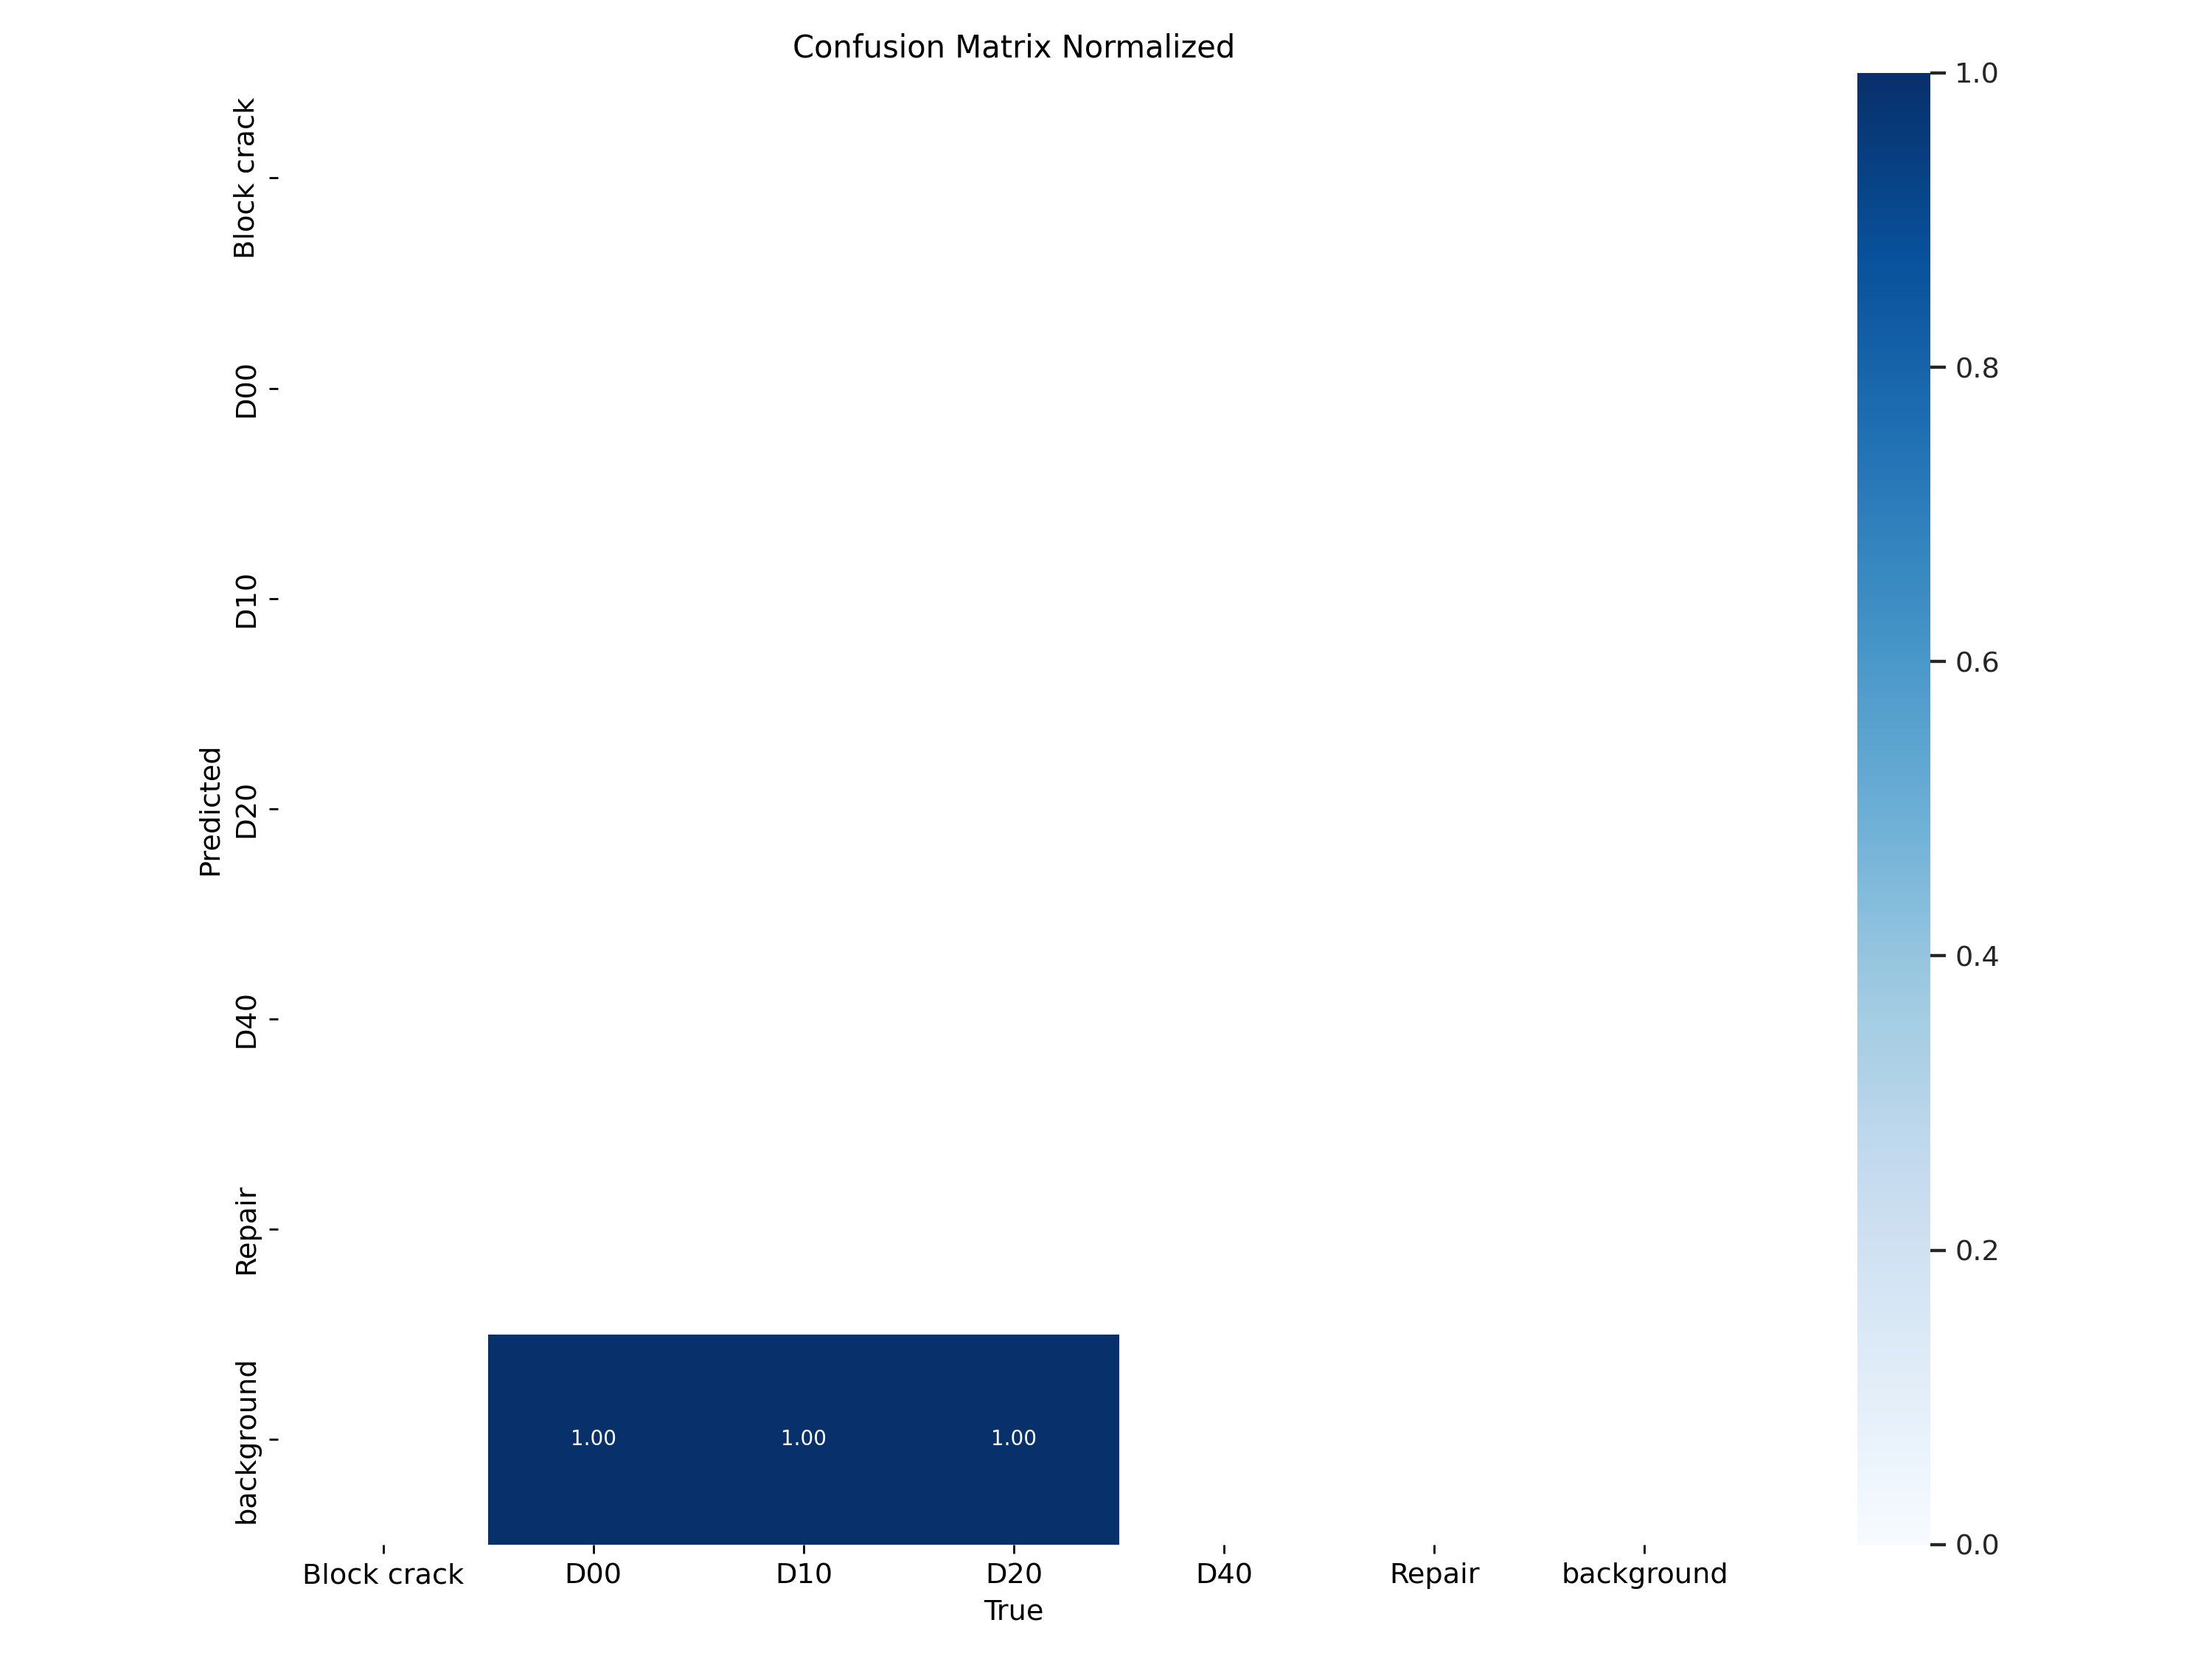 Confusion Matrix Normalized
Predicted
Block crack
D00
D10
D20
D40
Repair
background
1.00 1.00 1.00
Block crack D00 D10 D20 D40 Repair background
True
1.0
0.8
0.6
0.4
0.2
0.0